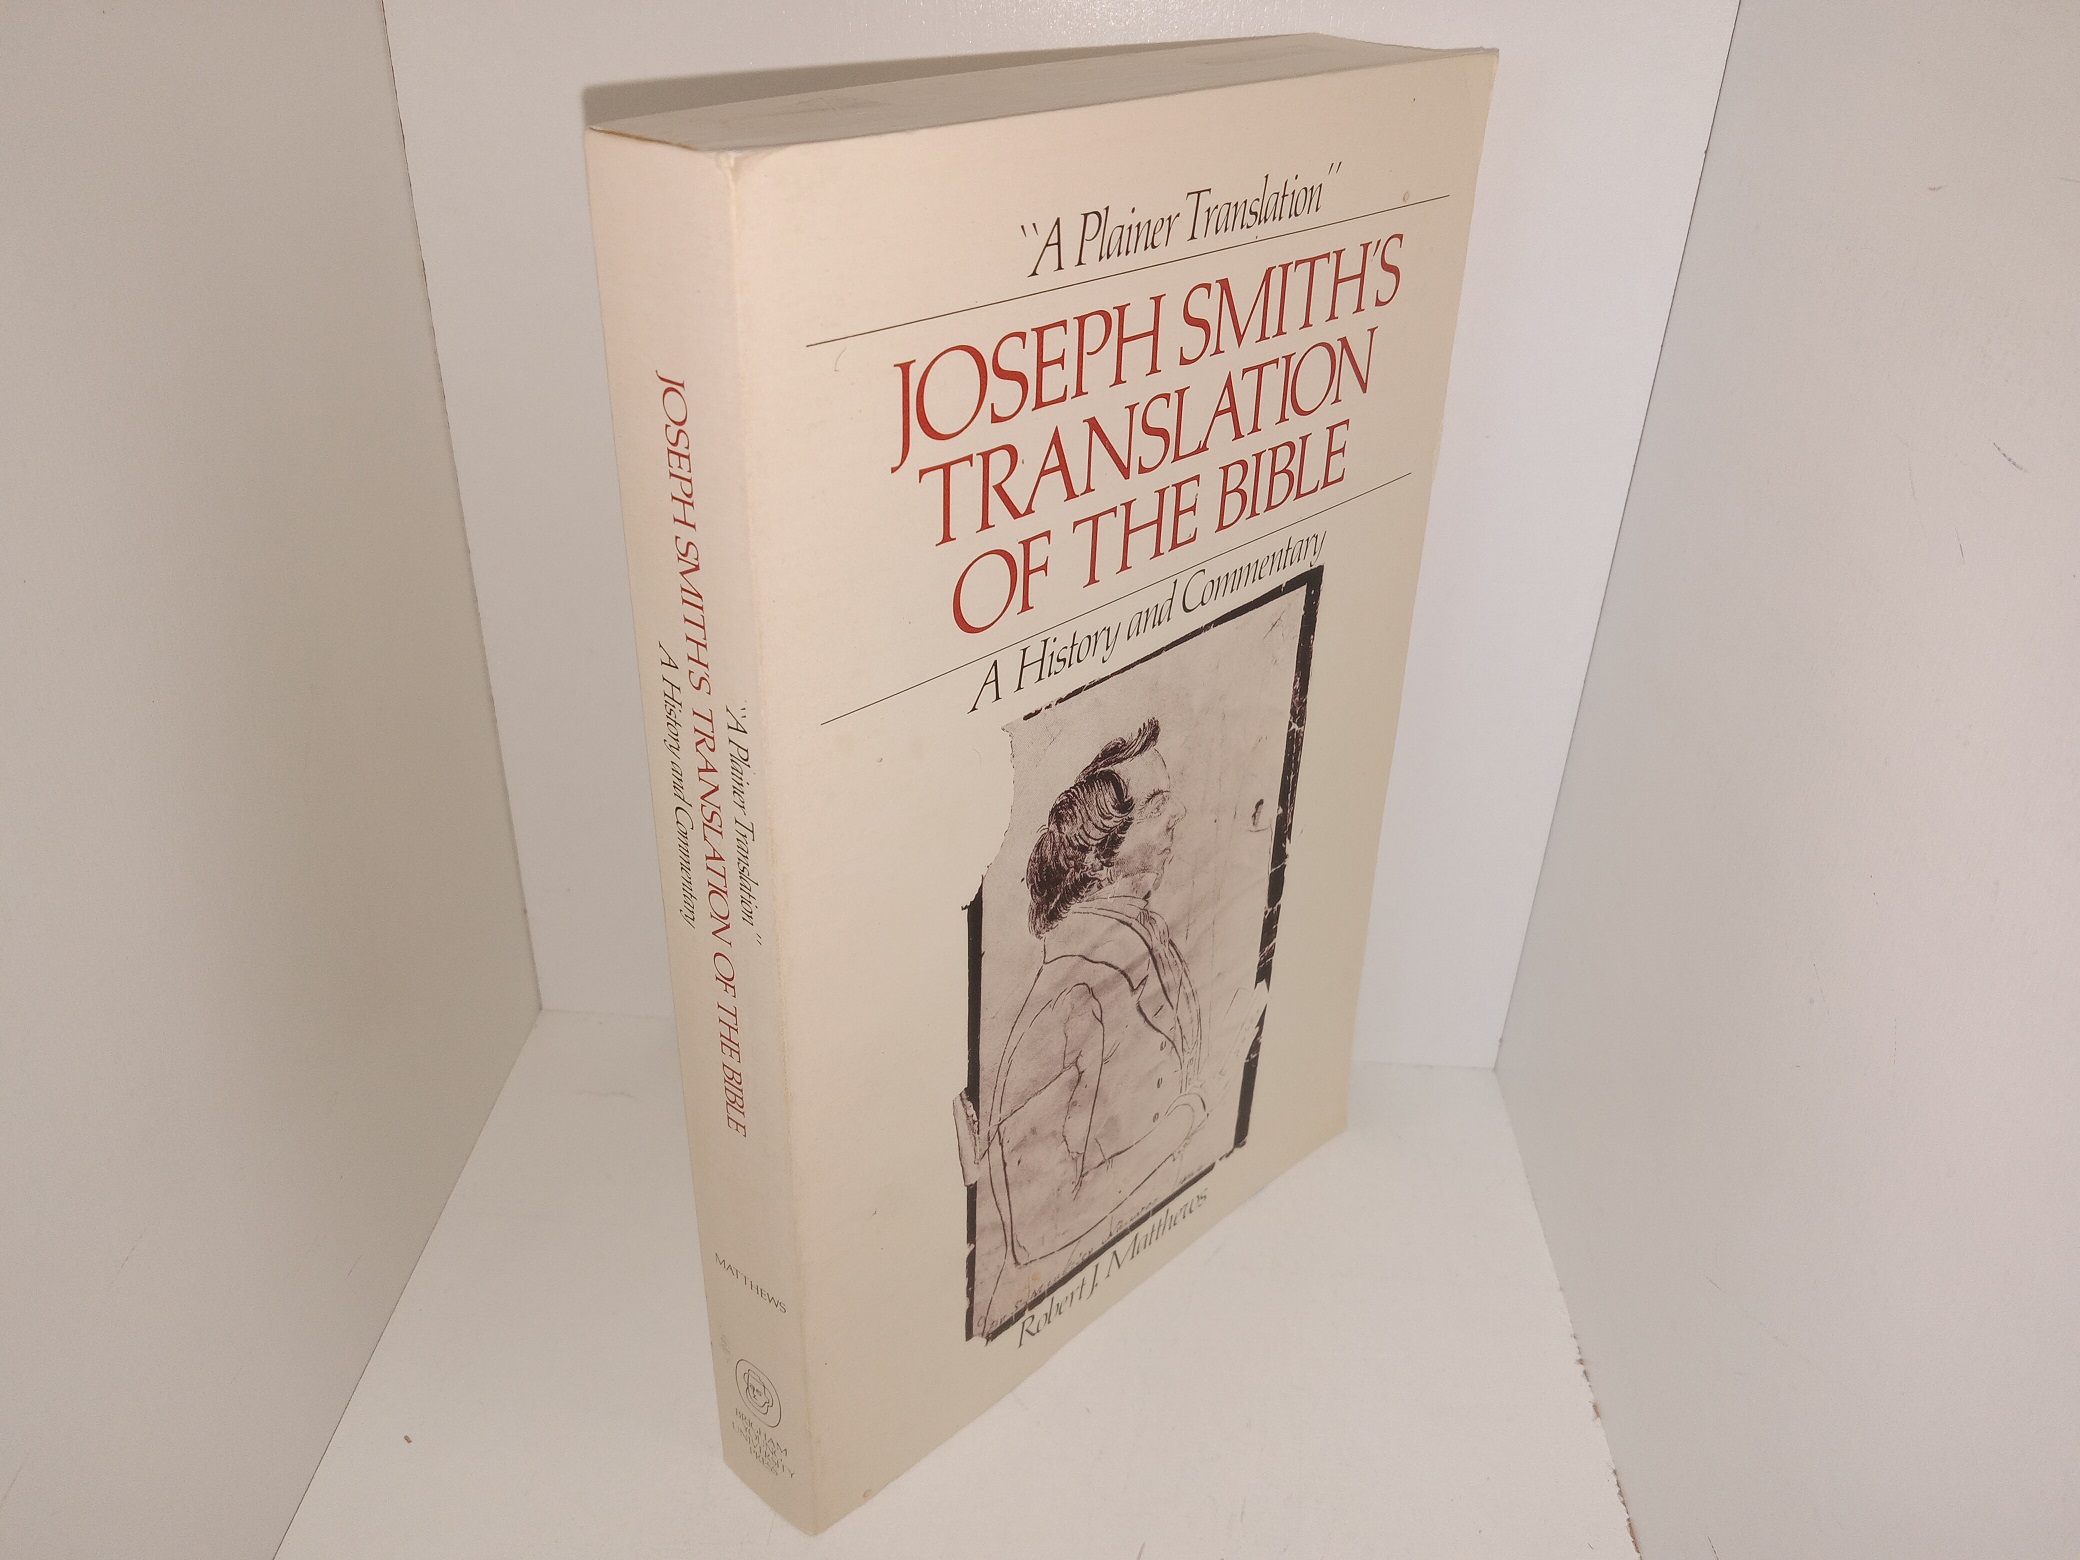 "A Plainer Translation"
JOSEPH SMITH'S
TRANSLATION
OF THE BIBLE
A History and Commentary
Robert J. Matthews
"A Plainer Translation"
JOSEPH SMITH'S TRANSLATION OF THE BIBLE
A History and Commentary
MATTHEWS
BRIGHAM
YOUNG
UNIVERSITY
PRESS